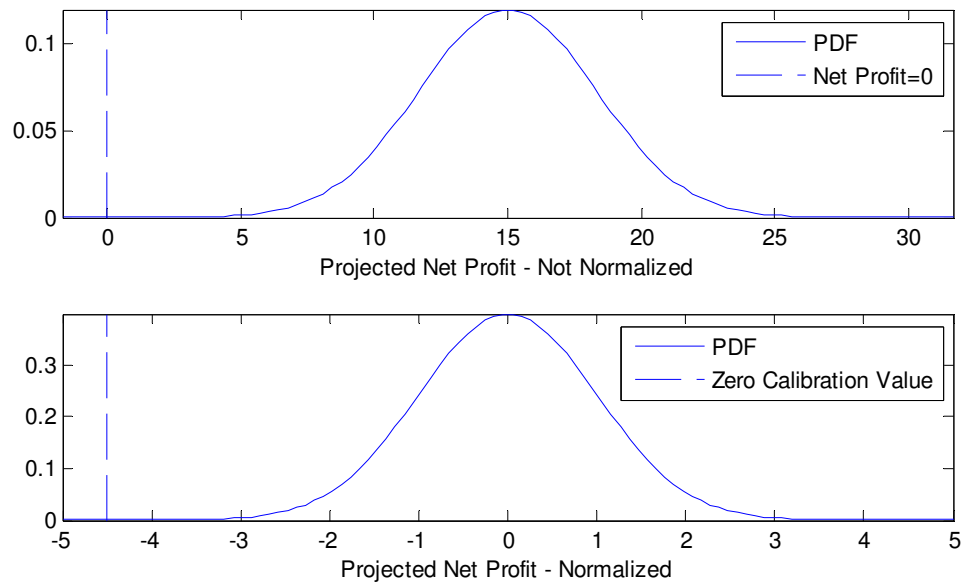 0.1
0.05
0
PDF
Net Profit=0
0 5 10 15 20 25 30
Projected Net Profit - Not Normalized
0.3
0.2
0.1
0
PDF
Zero Calibration Value
-5 -4 -3 -2 -1 0 1 2 3 4 5
Projected Net Profit - Normalized